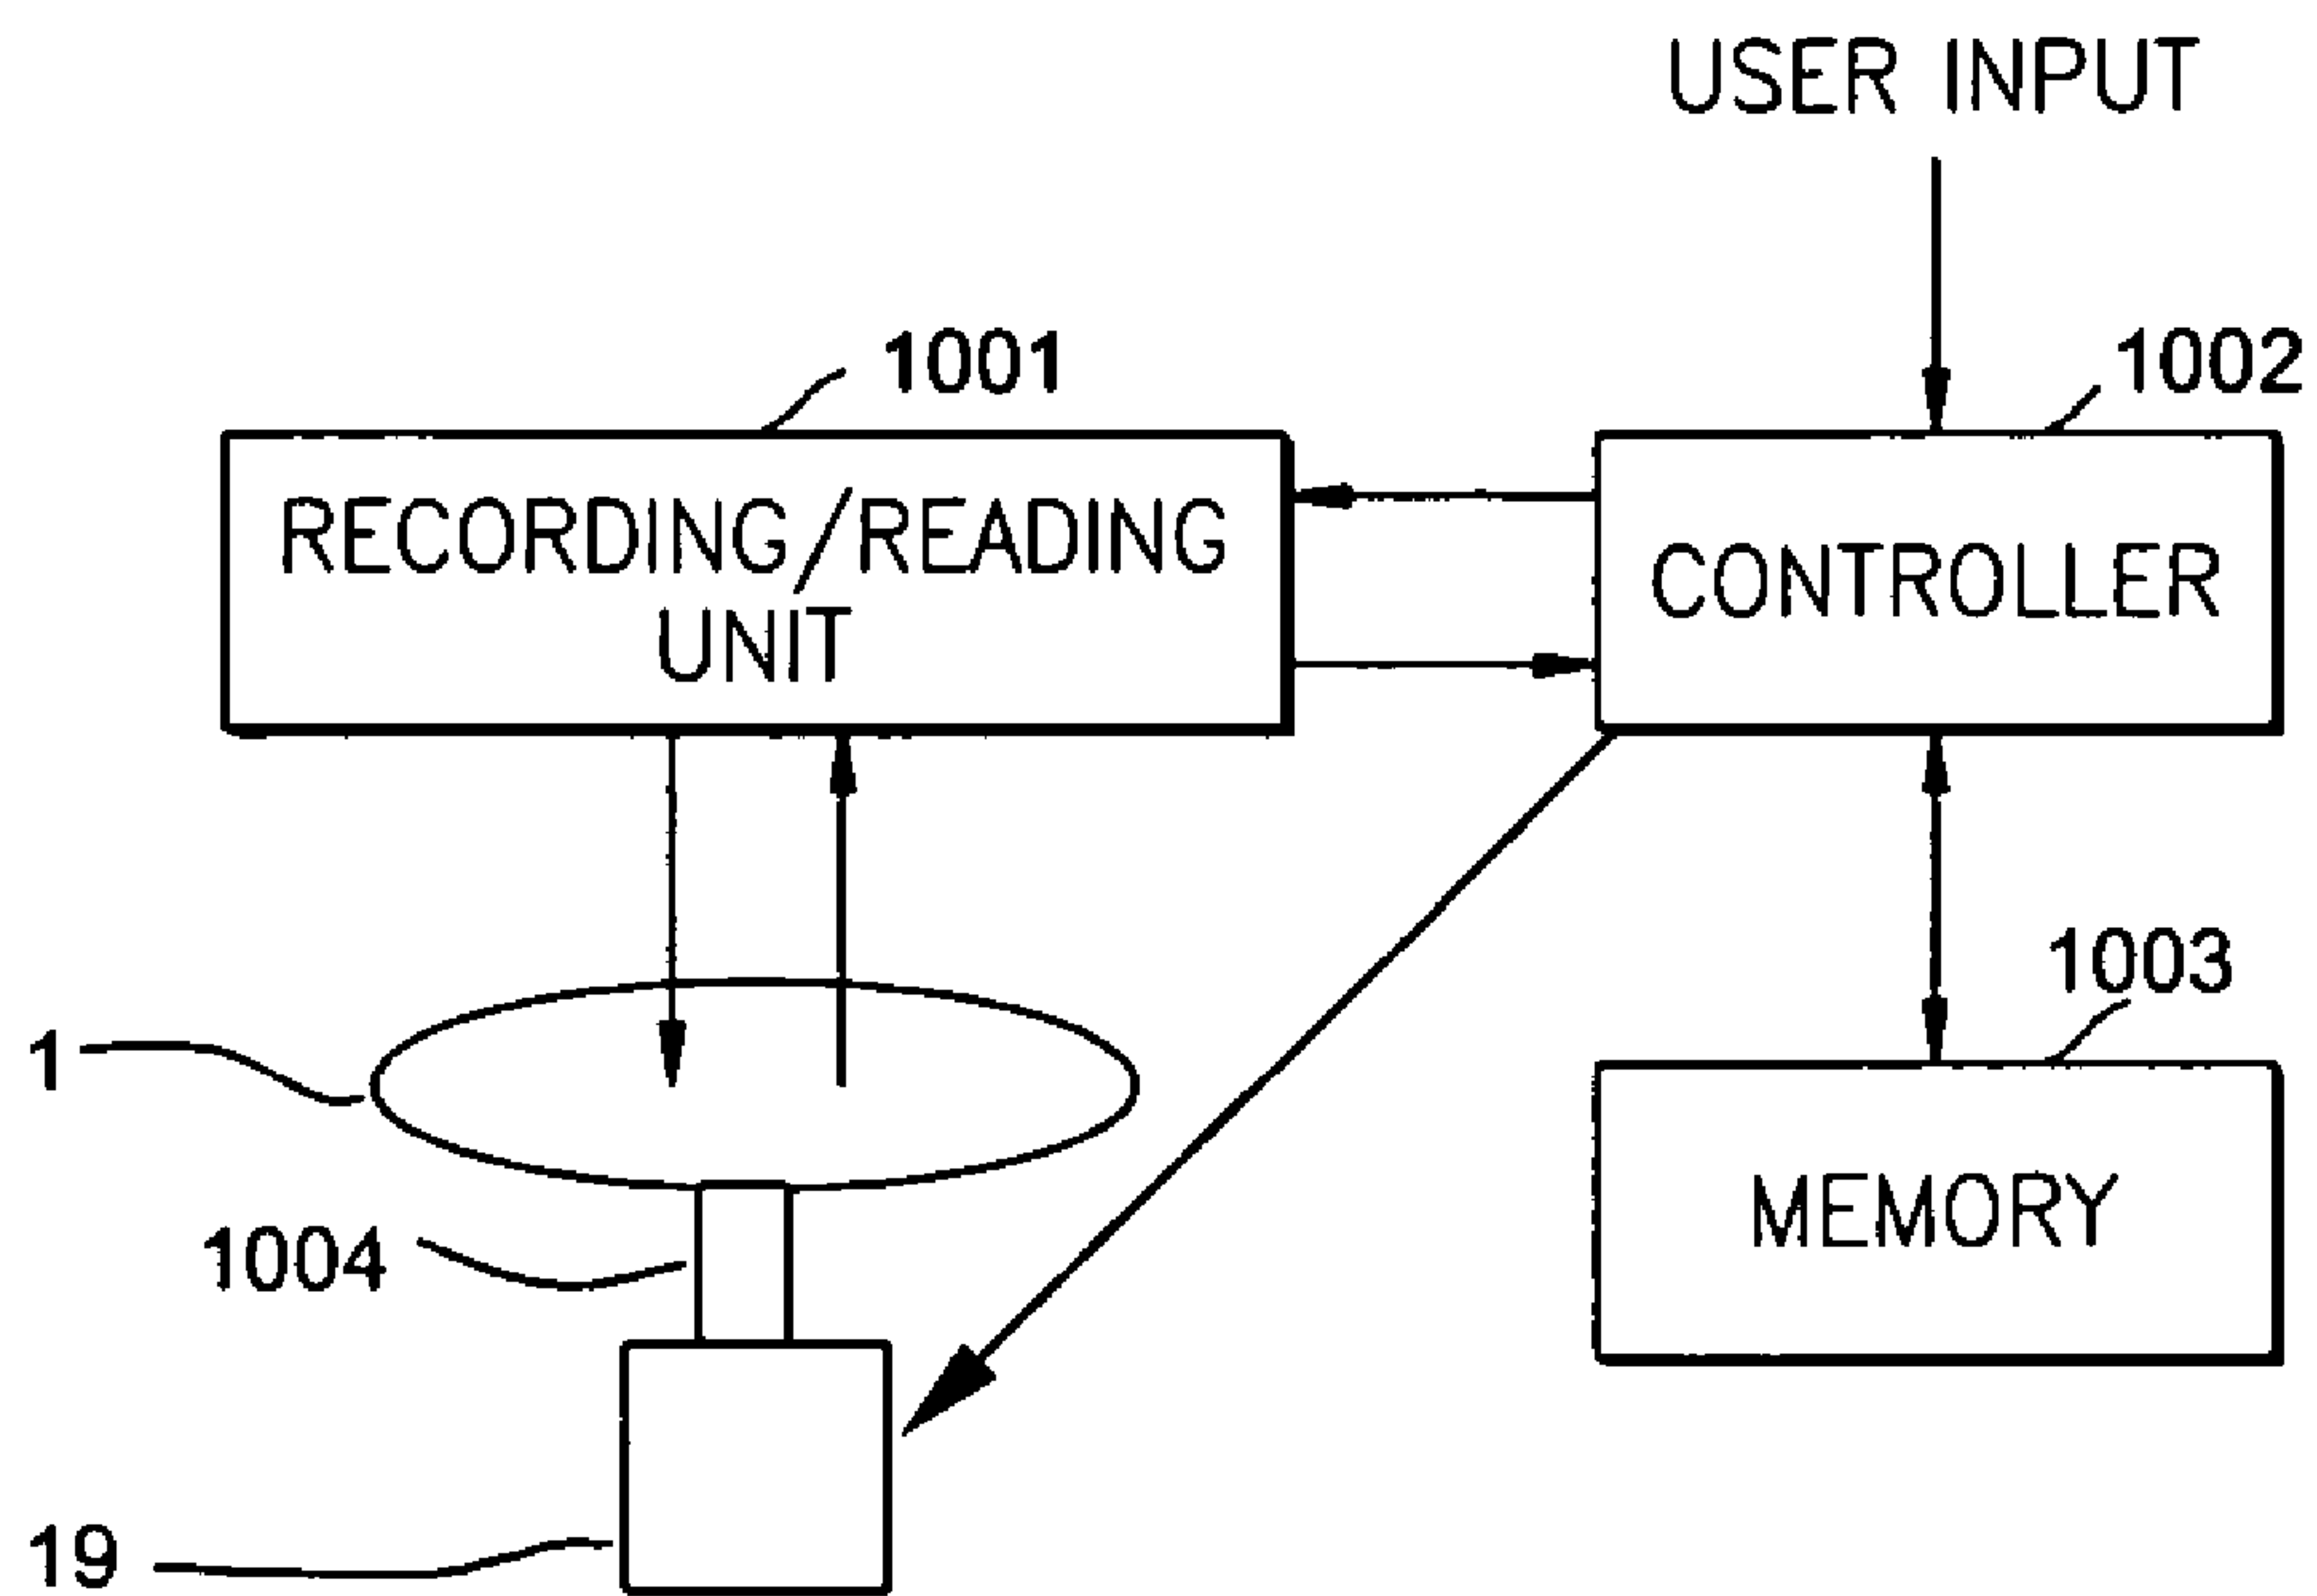 USER INPUT
1001
1002
RECORDING/READING
UNIT
CONTROLLER
1003
1
MEMORY
1004
19